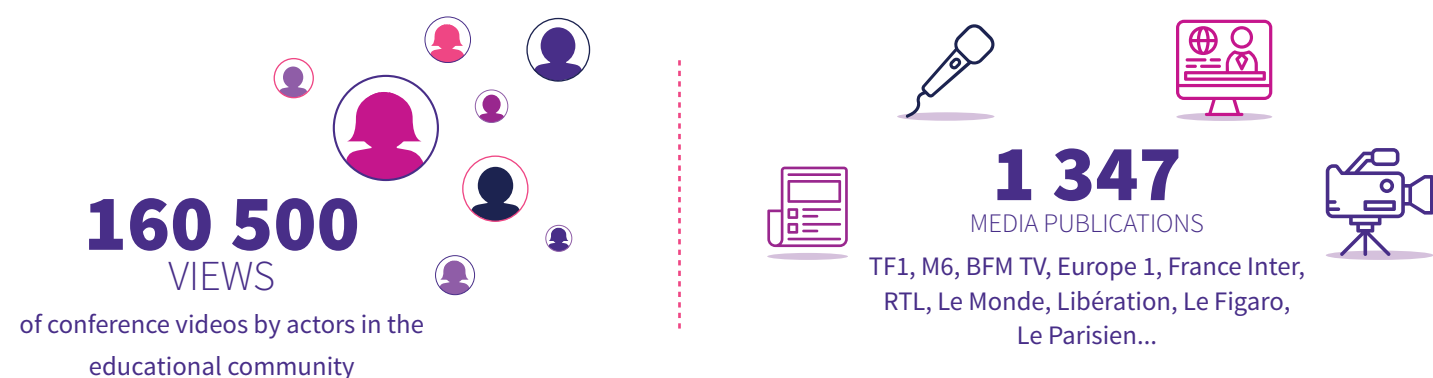 160 500
VIEWS
of conference videos by actors in the
educational community
1 347
MEDIA PUBLICATIONS
TF1, M6, BFM TV, Europe 1, France Inter,
RTL, Le Monde, Libération, Le Figaro,
Le Parisien...